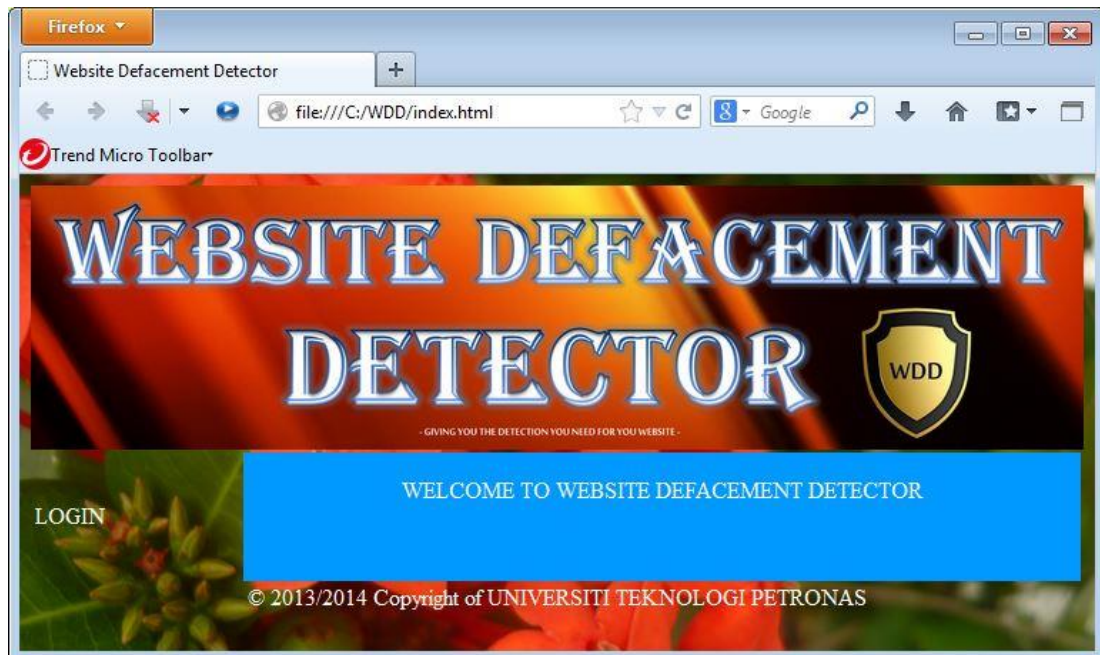 Firefox
Website Defacement Detector
file:///C:/WDD/index.html
8
Google
Trend Micro Toolbar
WEBSITE DEFACEMENT
DETECTOR
WDD
- GIVING YOU THE DETECTION YOU NEED FOR YOU WEBSITE -
WELCOME TO WEBSITE DEFACEMENT DETECTOR
LOGIN
© 2013/2014 Copyright of UNIVERSITI TEKNOLOGI PETRONAS